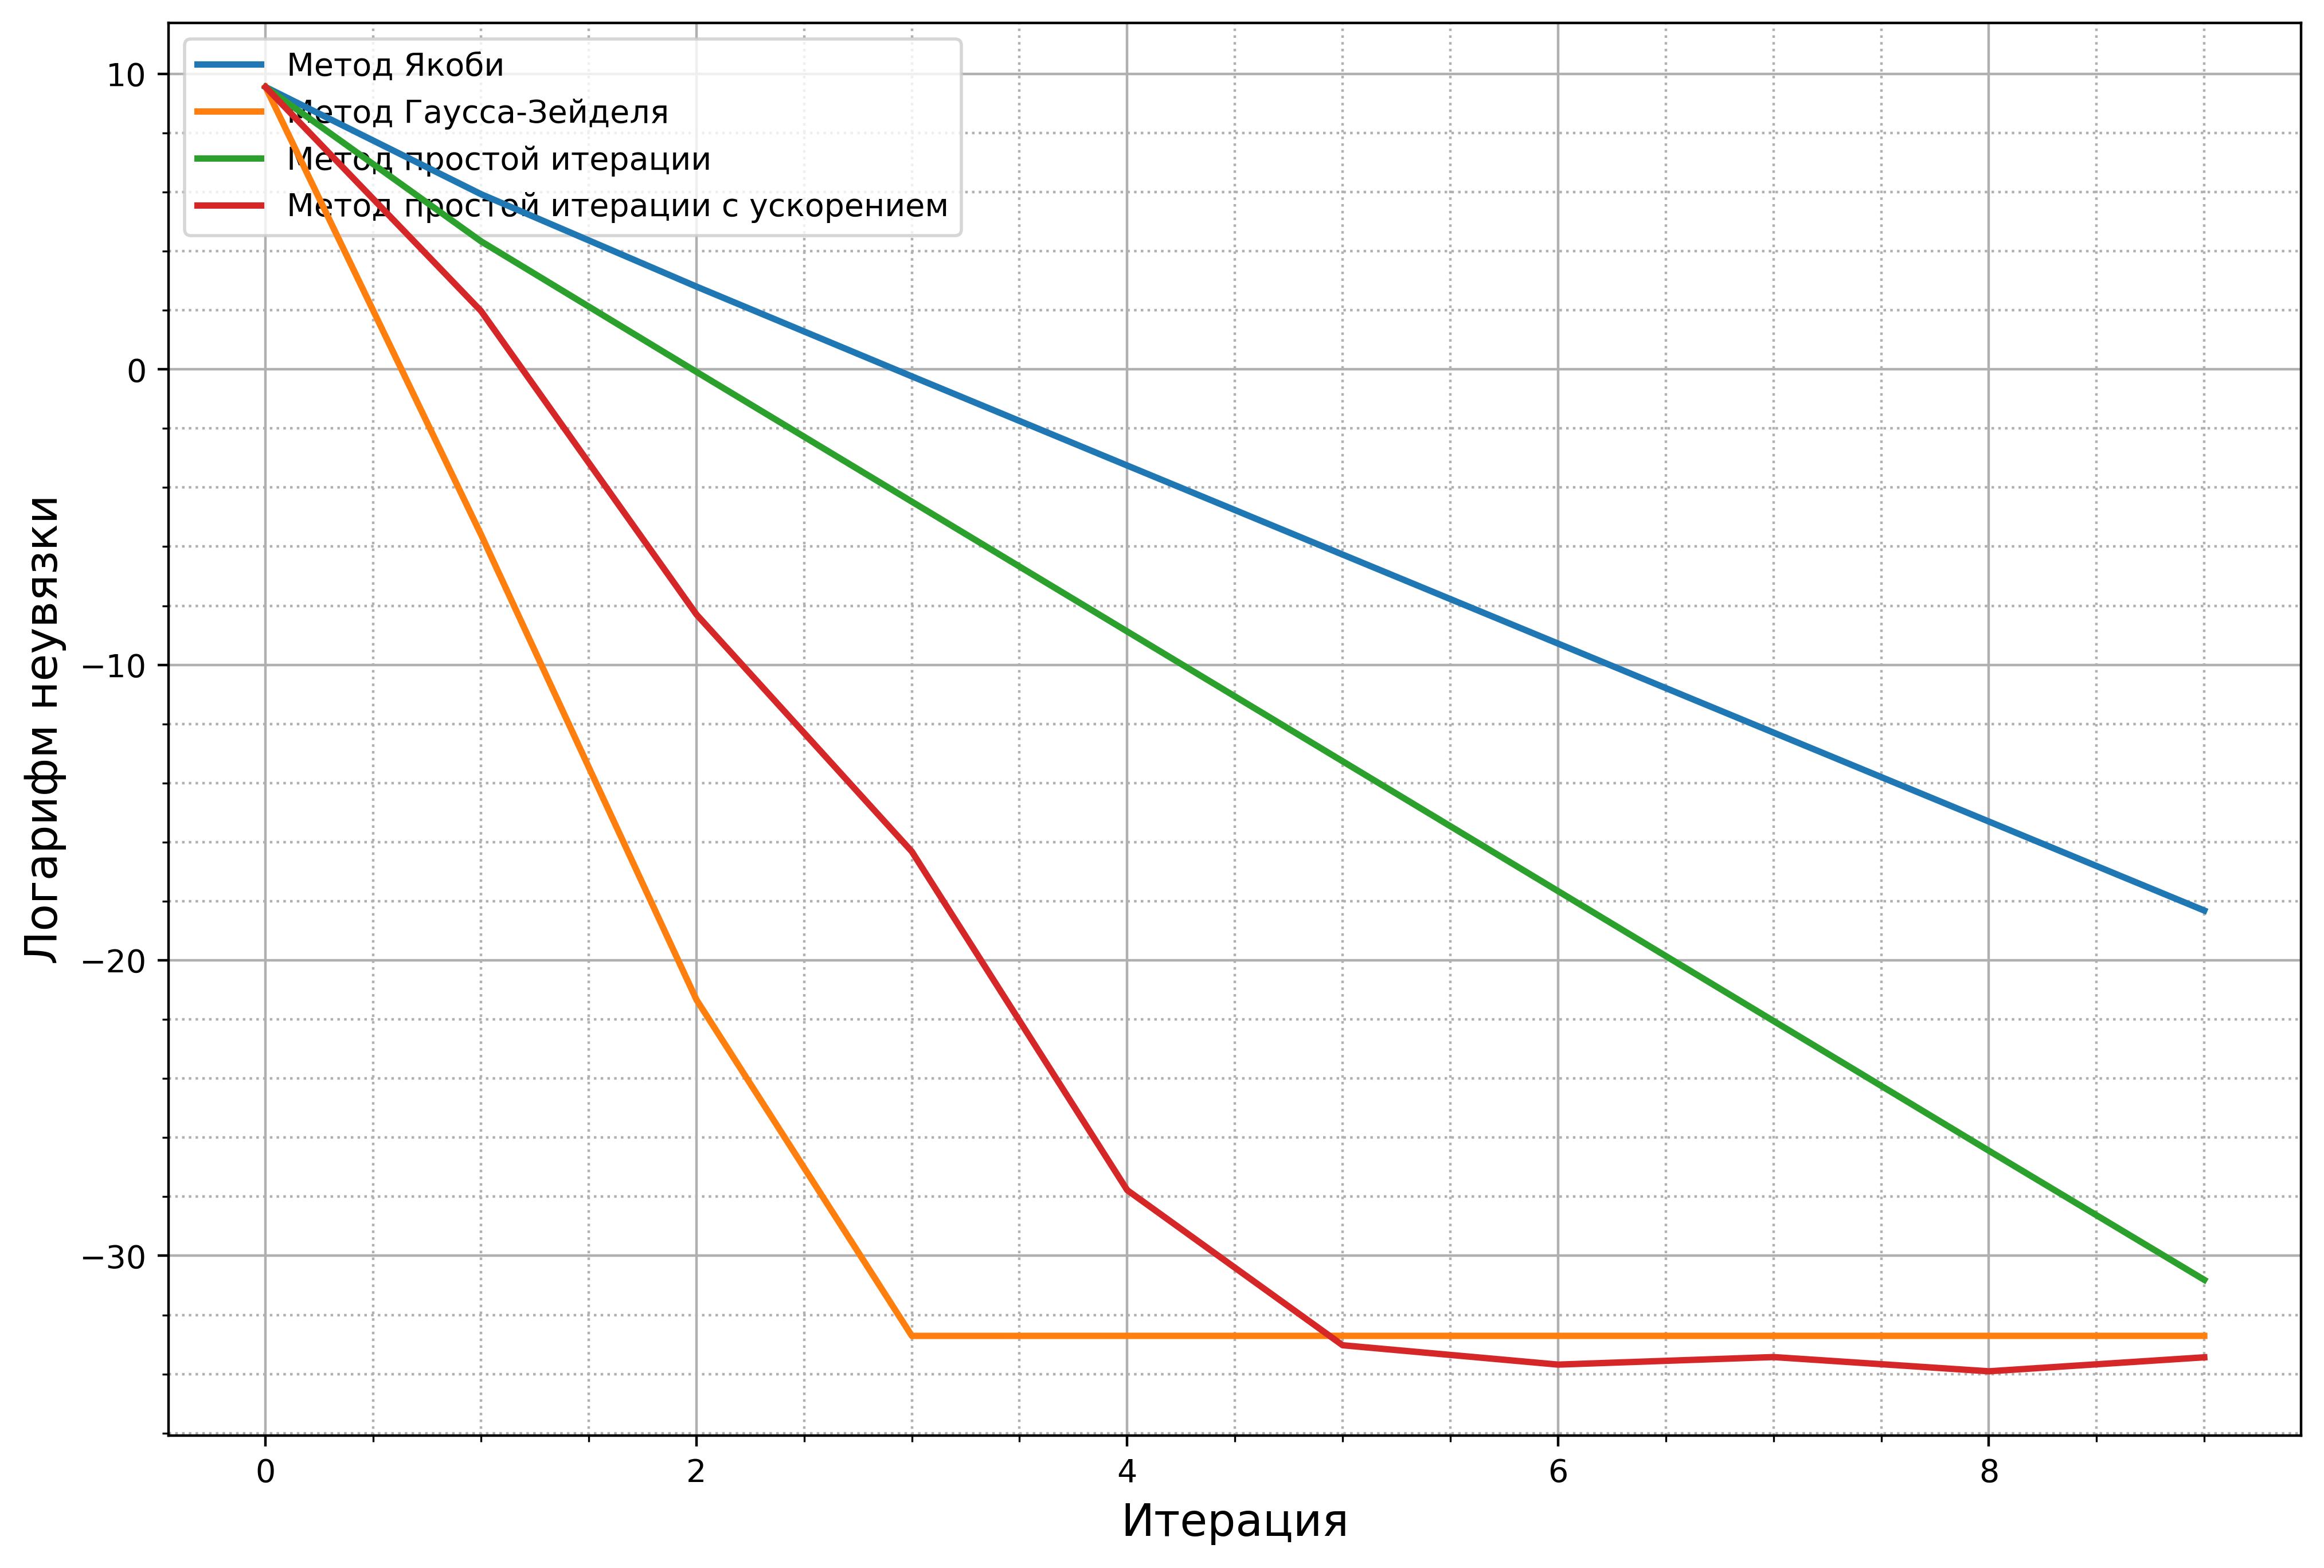 Метод Якоби
Метод Гаусса-Зейделя
Метод простой итерации
Метод простой итерации с ускорением
10
0
−10
−20
−30
Логарифм неувязки
0 2 4 6 8
Итерация